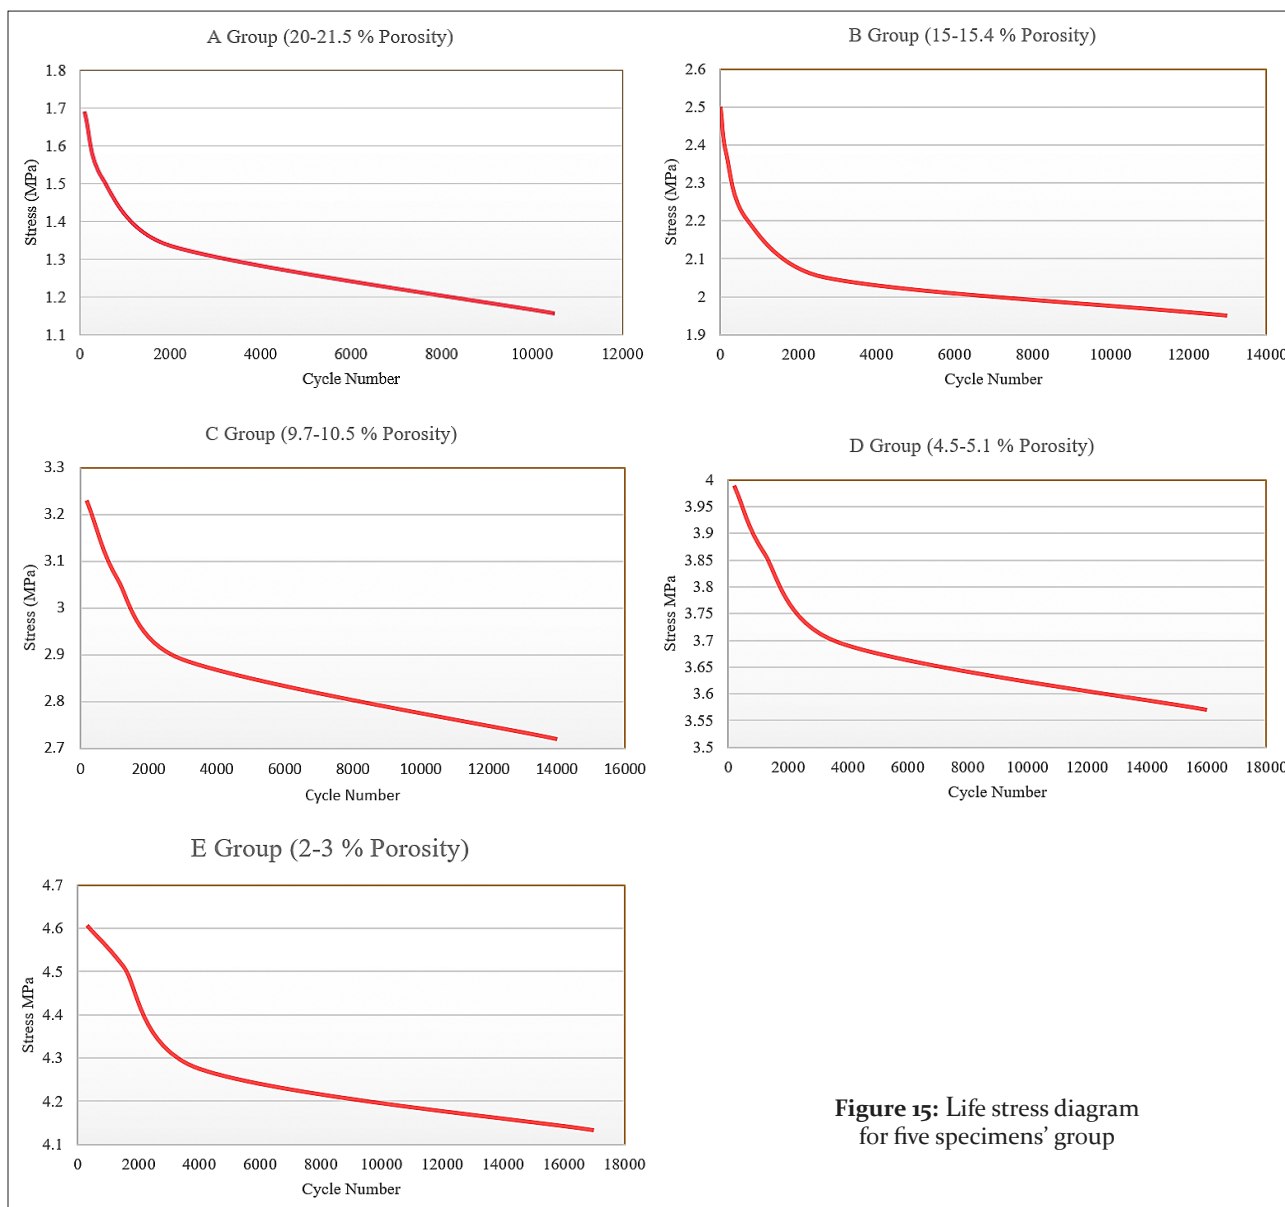 A Group (20-21.5 % Porosity)
1.8
1.7
1.6
1.5
1.4
1.3
1.2
1.1
Stress (MPa)
0 2000 4000 6000 8000 10000 12000
Cycle Number
B Group (15-15.4 % Porosity)
2.6
2.5
2.4
2.3
2.2
2.1
2
1.9
Stress (MPa)
0 2000 4000 6000 8000 10000 12000 14000
Cycle Number
C Group (9.7-10.5 % Porosity)
3.3
3.2
3.1
3
2.9
2.8
2.7
Stress (MPa)
0 2000 4000 6000 8000 10000 12000 14000 16000
Cycle Number
D Group (4.5-5.1 % Porosity)
4
3.95
3.9
3.85
3.8
3.75
3.7
3.65
3.6
3.55
3.5
Stress MPa
0 2000 4000 6000 8000 10000 12000 14000 16000 18000
Cycle Number
E Group (2-3 % Porosity)
4.7
4.6
4.5
4.4
4.3
4.2
4.1
Stress MPa
0 2000 4000 6000 8000 10000 12000 14000 16000 18000
Cycle Number
Figure 15: Life stress diagram
for five specimens' group